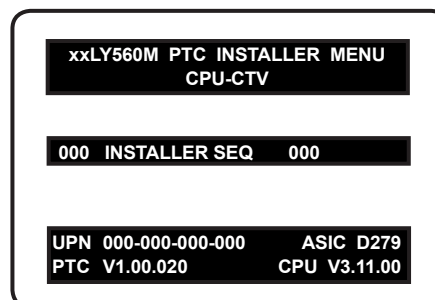 xxLY560M PTC INSTALLER MENU
CPU-CTV
000 INSTALLER SEQ 000
UPN 000-000-000-000 ASIC D279
PTC V1.00.020 CPU V3.11.00